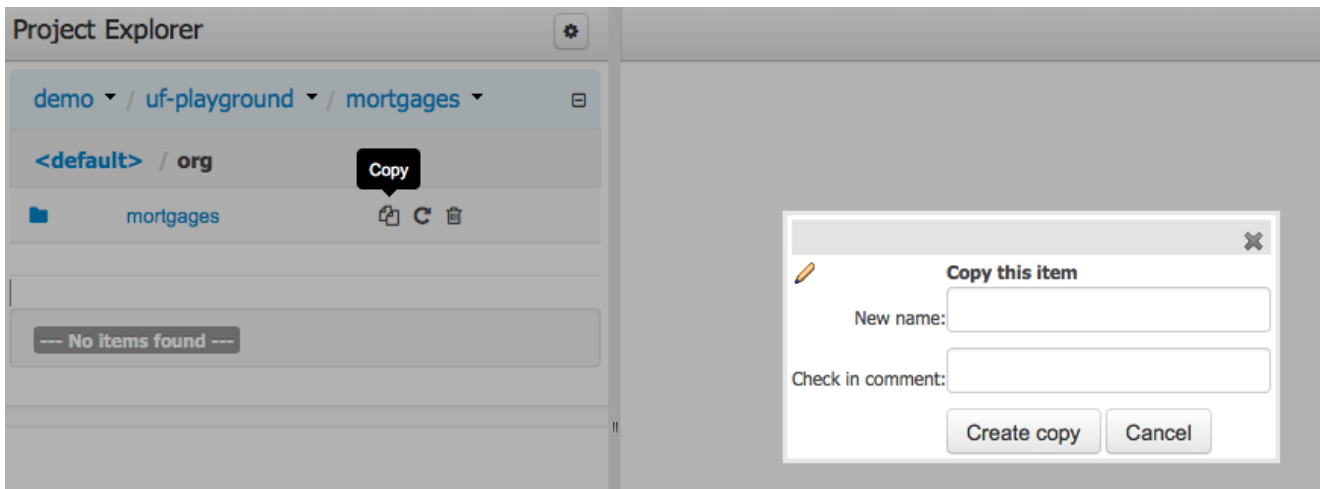 Project Explorer
demo / uf-playground / mortgages
<default> / org
Copy
mortgages
--- No items found ---
Copy this item
New name:
Check in comment:
Create copy Cancel